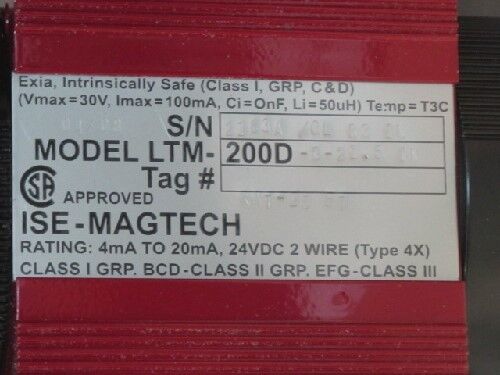 Exia, Intrinsically Safe (Class I, GRP, C&D)
(Vmax=30V, Imax=100mA, Ci=OnF, Li=50uH) Temp=T3C
S/N
MODEL LTM-200D
Tag #
SA APPROVED
ISE-MAGTECH
RATING: 4mA TO 20mA, 24VDC 2 WIRE (Type 4X)
CLASS I GRP. BCD-CLASS II GRP. EFG-CLASS III